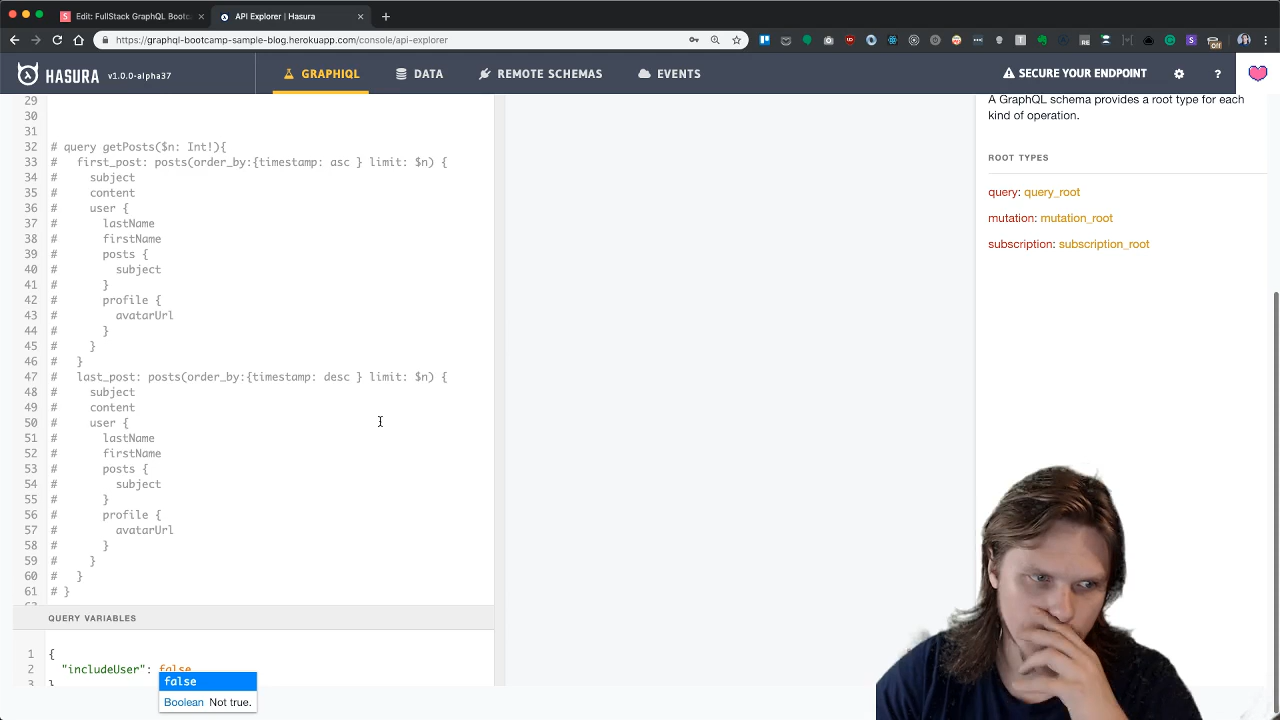 Edit: FullStack GraphQL Bootc
API Explorer | Hasura
https://graphql-bootcamp-sample-blog.herokuapp.com/console/api-explorer
HASURA v1.0.0-alpha37
GRAPHIQL
DATA
REMOTE SCHEMAS
EVENTS
SECURE YOUR ENDPOINT
?
29
30
31
32 # query getPosts($n: Int!){
33 #   first_post: posts(order_by:{timestamp: asc } limit: $n) {
34 #     subject
35 #     content
36 #     user {
37 #       lastName
38 #       firstName
39 #       posts {
40 #         subject
41 #       }
42 #       profile {
43 #         avatarUrl
44 #       }
45 #     }
46 #   }
47 #   last_post: posts(order_by:{timestamp: desc } limit: $n) {
48 #     subject
49 #     content
50 #     user {
51 #       lastName
52 #       firstName
53 #       posts {
54 #         subject
55 #       }
56 #       profile {
57 #         avatarUrl
58 #       }
59 #     }
60 #   }
61 # }
QUERY VARIABLES
1 {
2   "includeUser": false
3 }
false
Boolean Not true.
A GraphQL schema provides a root type for each
kind of operation.
ROOT TYPES
query: query_root
mutation: mutation_root
subscription: subscription_root